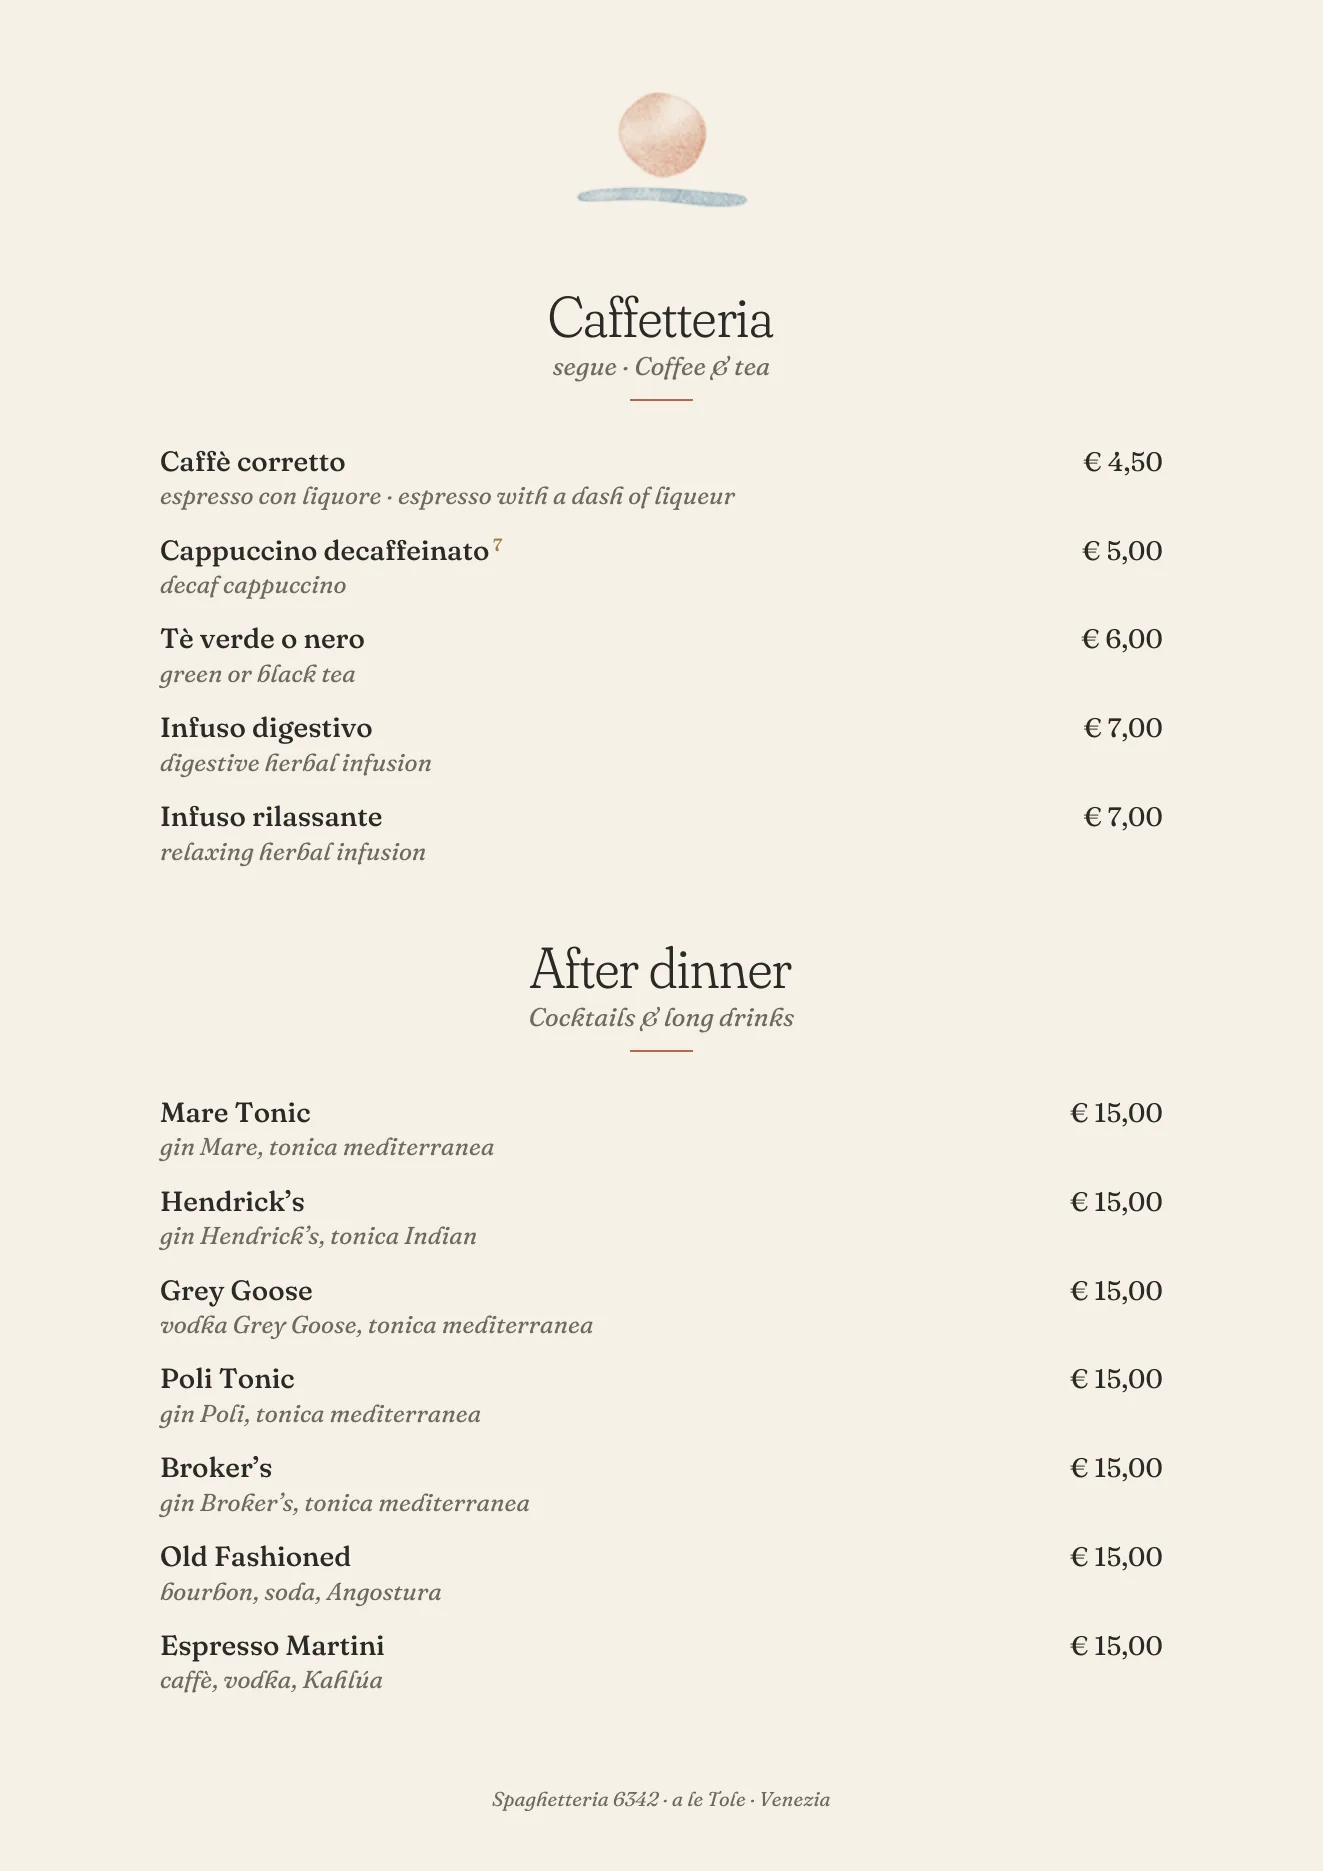 Caffetteria
segue · Coffee & tea
Caffè corretto € 4,50
espresso con liquore · espresso with a dash of liqueur
Cappuccino decaffeinato 7 € 5,00
decaf cappuccino
Tè verde o nero € 6,00
green or black tea
Infuso digestivo € 7,00
digestive herbal infusion
Infuso rilassante € 7,00
relaxing herbal infusion
After dinner
Cocktails & long drinks
Mare Tonic € 15,00
gin Mare, tonica mediterranea
Hendrick’s € 15,00
gin Hendrick’s, tonica Indian
Grey Goose € 15,00
vodka Grey Goose, tonica mediterranea
Poli Tonic € 15,00
gin Poli, tonica mediterranea
Broker’s € 15,00
gin Broker’s, tonica mediterranea
Old Fashioned € 15,00
bourbon, soda, Angostura
Espresso Martini € 15,00
caffè, vodka, Kahlúa
Spaghetteria 6342 · a le Tole · Venezia